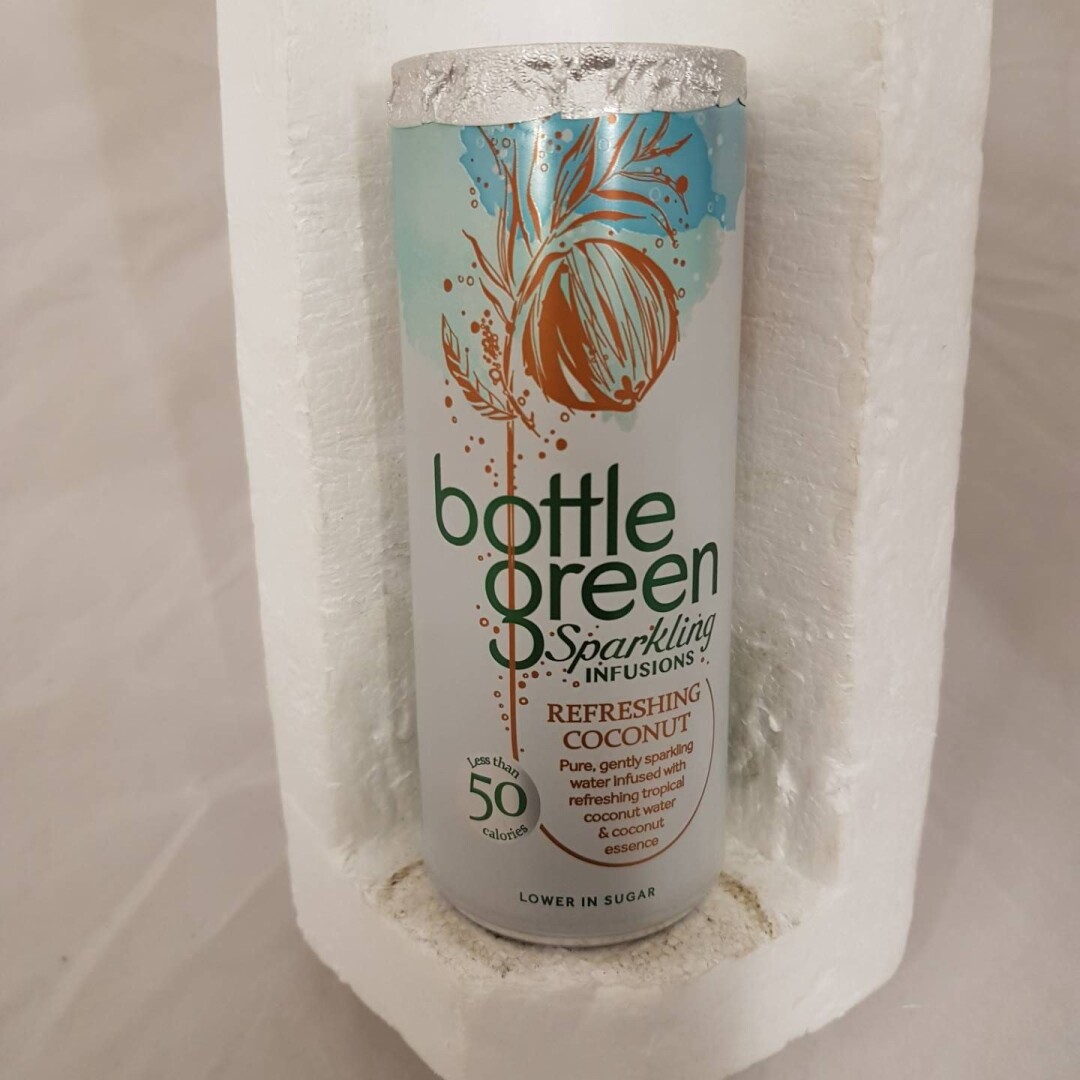 bottle
green
Sparkling
INFUSIONS
REFRESHING
COCONUT
Pure, gently sparkling
water infused with
refreshing tropical
coconut water
& coconut
essence
Less than
50
calories
LOWER IN SUGAR